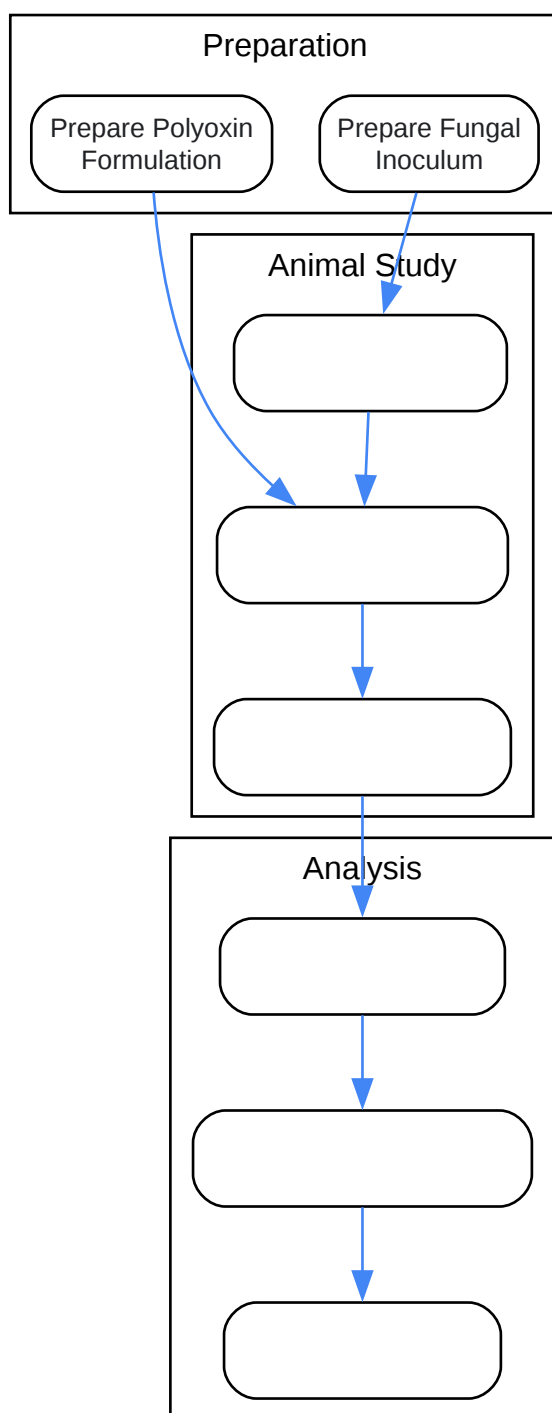 Preparation
Prepare Polyoxin
Formulation
Prepare Fungal
Inoculum
Animal Study
Analysis